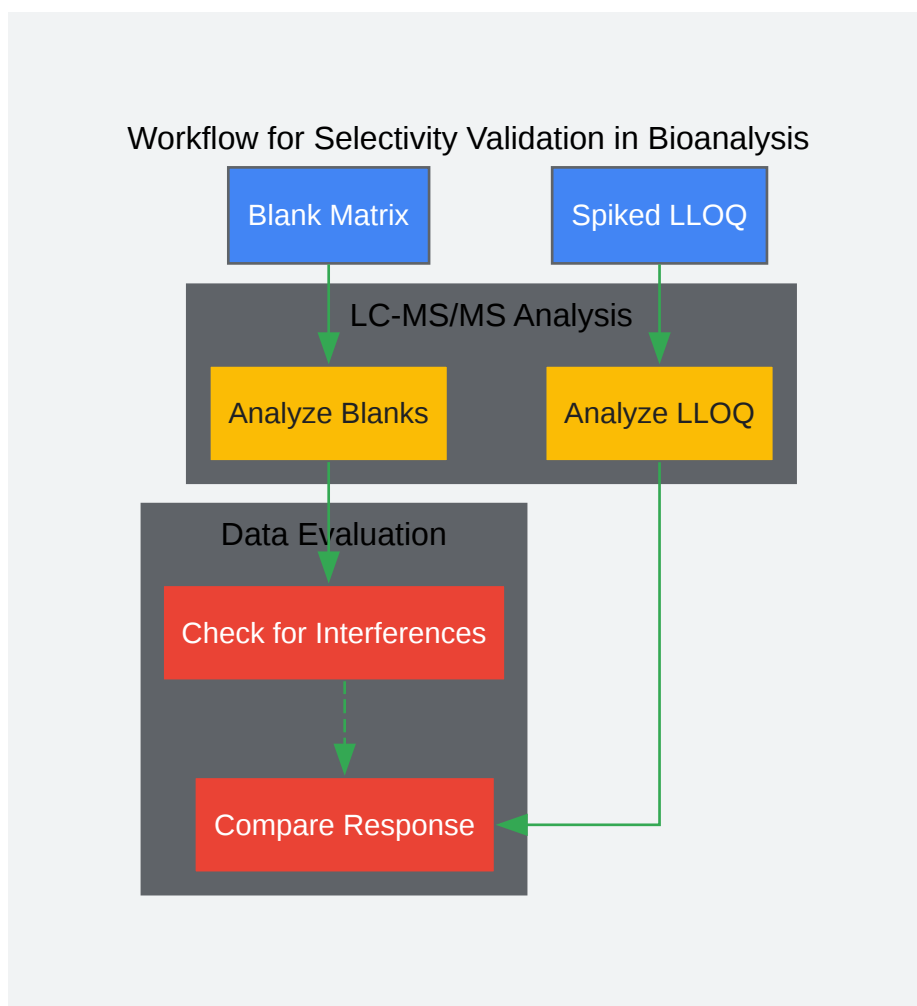 Workflow for Selectivity Validation in Bioanalysis
Blank Matrix
Spiked LLOQ
LC-MS/MS Analysis
Analyze Blanks
Analyze LLOQ
Data Evaluation
Check for Interferences
Compare Response